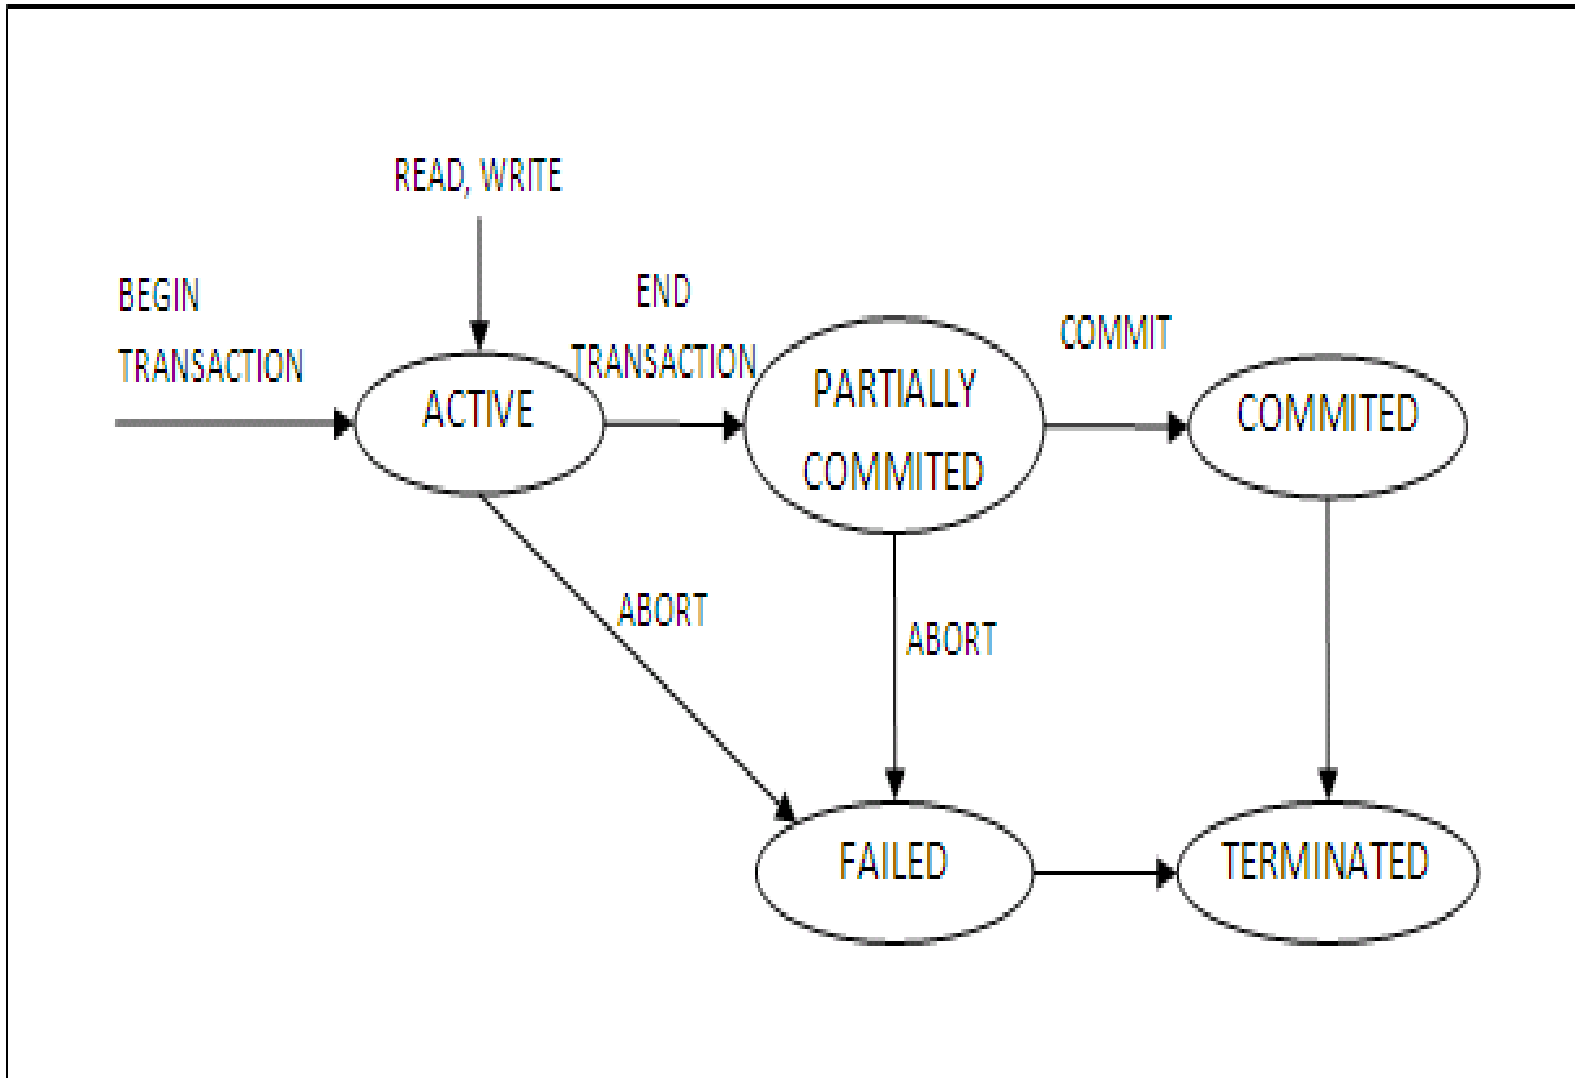 READ, WRITE
BEGIN
TRANSACTION
END
TRANSACTION
COMMIT
ACTIVE
PARTIALLY
COMMITED
COMMITED
ABORT
ABORT
FAILED
TERMINATED